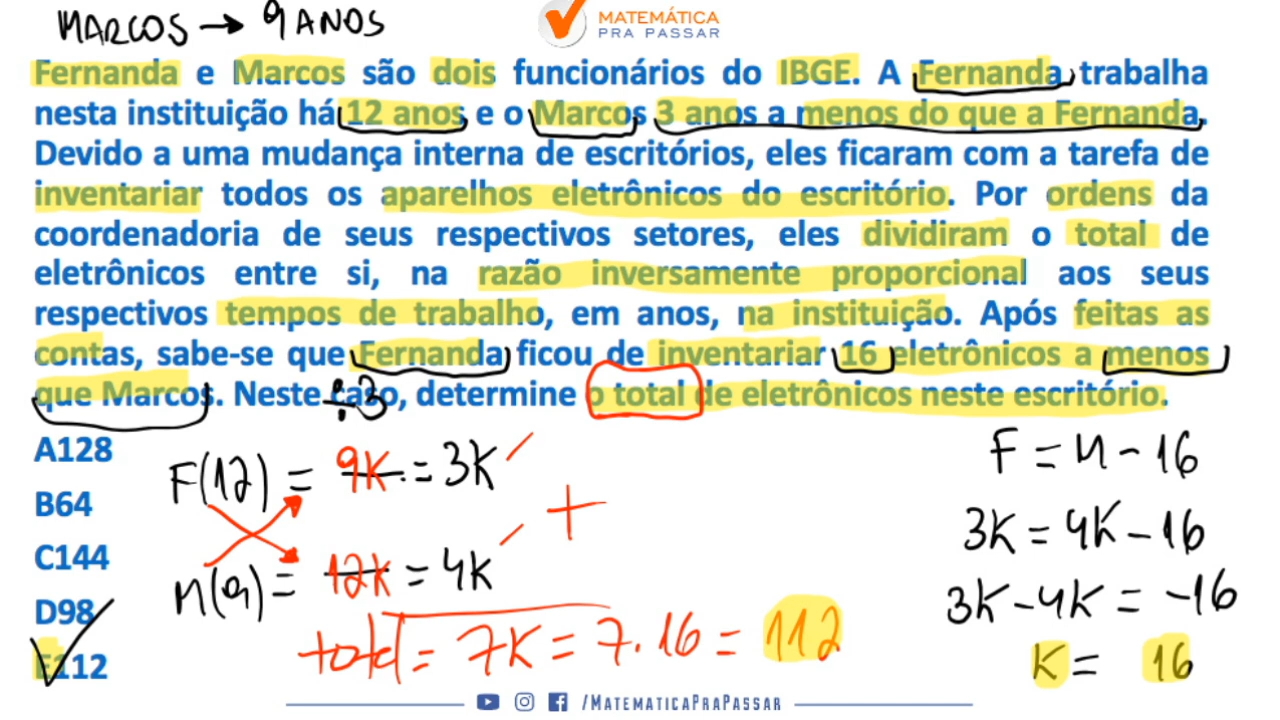 MARCOS → 9 ANOS
MATEMÁTICA
PRA PASSAR
Fernanda e Marcos são dois funcionários do IBGE. A Fernanda trabalha
nesta instituição há 12 anos e o Marcos 3 anos a menos do que a Fernanda.
Devido a uma mudança interna de escritórios, eles ficaram com a tarefa de
inventariar todos os aparelhos eletrônicos do escritório. Por ordens da
coordenadoria de seus respectivos setores, eles dividiram o total de
eletrônicos entre si, na razão inversamente proporcional aos seus
respectivos tempos de trabalho, em anos, na instituição. Após feitas as
contas, sabe-se que Fernanda ficou de inventariar 16 eletrônicos a menos
que Marcos. Neste caso, determine o total de eletrônicos neste escritório.
÷3
A128
B64
C144
D98
E112
F(12) = 9K = 3K
+
M(9) = 12K = 4K
total = 7K = 7.16 = 112
F = M - 16
3K = 4K - 16
3K - 4K = -16
K = 16
/MATEMATICAPRAPASSAR